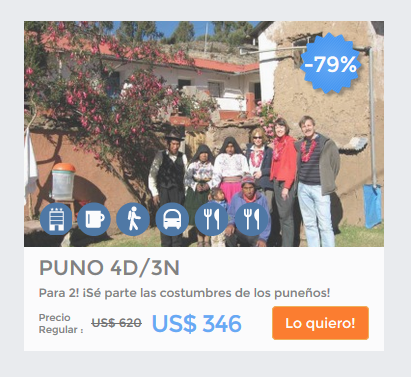 -79%
PUNO 4D/3N
Para 2! ¡Sé parte las costumbres de los puneños!
Precio
Regular : US$ 620 US$ 346 Lo quiero!